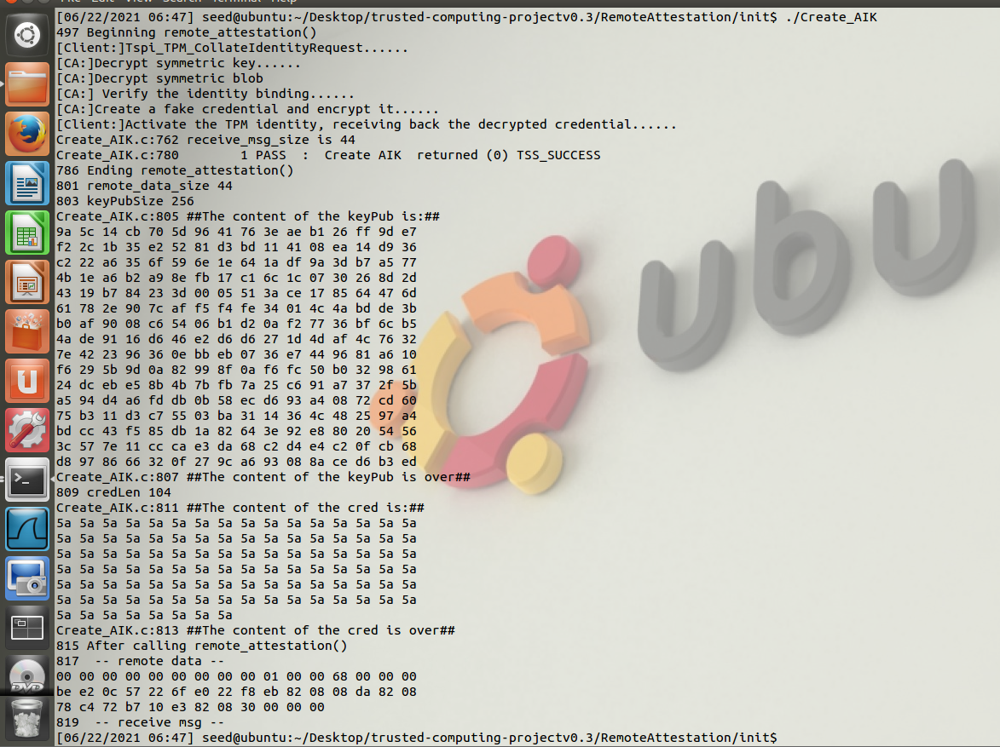 File Edit View Search Terminal Help
[06/22/2021 06:47] seed@ubuntu:~/Desktop/trusted-computing-projectv0.3/RemoteAttestation/init$ ./Create_AIK
497 Beginning remote_attestation()
[Client:]Tspi_TPM_CollateIdentityRequest......
[CA:]Decrypt symmetric key......
[CA:]Decrypt symmetric blob
[CA:] Verify the identity binding......
[CA:]Create a fake credential and encrypt it......
[Client:]Activate the TPM identity, receiving back the decrypted credential......
Create_AIK.c:762 receive_msg_size is 44
Create_AIK.c:780        1 PASS  :  Create AIK  returned (0) TSS_SUCCESS
786 Ending remote_attestation()
801 remote_data_size 44
803 keyPubSize 256
Create_AIK.c:805 ##The content of the keyPub is:##
9a 5c 14 cb 70 5d 96 41 76 3e ae b1 26 ff 9d e7
f2 2c 1b 35 e2 52 81 d3 bd 11 41 08 ea 14 d9 36
c2 22 a6 35 6f 59 6e 1e 64 1a df 9a 3d b7 a5 77
4b 1e a6 b2 a9 8e fb 17 c1 6c 1c 07 30 26 8d 2d
43 19 b7 84 23 3d 00 05 51 3a ce 17 85 64 47 6d
61 78 2e 90 7c af f5 f4 fe 34 01 4c 4a bd de 3b
b0 af 90 08 c6 54 06 b1 d2 0a f2 77 36 bf 6c b5
4a de 91 16 d6 46 e2 d6 d6 27 1d 4d af 4c 76 32
7e 42 23 96 36 0e bb eb 07 36 e7 44 96 81 a6 10
f6 29 5b 9d 0a 82 99 8f 0a f6 fc 50 b0 32 98 61
24 dc eb e5 8b 4b 7b fb 7a 25 c6 91 a7 37 2f 5b
a5 94 d4 a6 fd db 0b 58 ec d6 93 a4 08 72 cd 60
75 b3 11 d3 c7 55 03 ba 31 14 36 4c 48 25 97 a4
bd cc 43 f5 85 db 1a 82 64 3e 92 e8 80 20 54 56
3c 57 7e 11 cc ca e3 da 68 c2 d4 e4 c2 0f cb 68
d8 97 86 66 32 0f 27 9c a6 93 08 8a ce d6 b3 ed
Create_AIK.c:807 ##The content of the keyPub is over##
809 credLen 104
Create_AIK.c:811 ##The content of the cred is:##
5a 5a 5a 5a 5a 5a 5a 5a 5a 5a 5a 5a 5a 5a 5a 5a
5a 5a 5a 5a 5a 5a 5a 5a 5a 5a 5a 5a 5a 5a 5a 5a
5a 5a 5a 5a 5a 5a 5a 5a 5a 5a 5a 5a 5a 5a 5a 5a
5a 5a 5a 5a 5a 5a 5a 5a 5a 5a 5a 5a 5a 5a 5a 5a
5a 5a 5a 5a 5a 5a 5a 5a 5a 5a 5a 5a 5a 5a 5a 5a
5a 5a 5a 5a 5a 5a 5a 5a 5a 5a 5a 5a 5a 5a 5a 5a
5a 5a 5a 5a 5a 5a 5a 5a
Create_AIK.c:813 ##The content of the cred is over##
815 After calling remote_attestation()
817  -- remote data --
00 00 00 00 00 00 00 00 00 01 00 00 68 00 00 00
be e2 0c 57 22 6f e0 22 f8 eb 82 08 08 da 82 08
78 c4 72 b7 10 e3 82 08 30 00 00 00
819  -- receive msg --
[06/22/2021 06:47] seed@ubuntu:~/Desktop/trusted-computing-projectv0.3/RemoteAttestation/init$
ubu
DVD